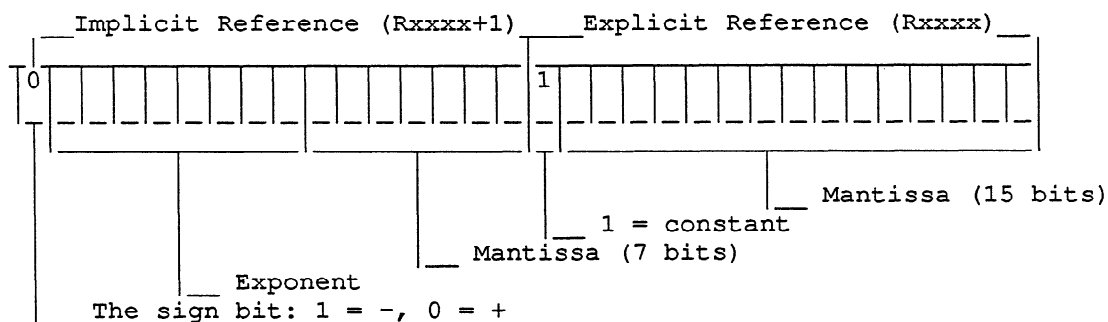 Implicit Reference (Rxxxx+1) Explicit Reference (Rxxxx)
0 1
Mantissa (15 bits)
1 = constant
Mantissa (7 bits)
Exponent
The sign bit: 1 = -, 0 = +